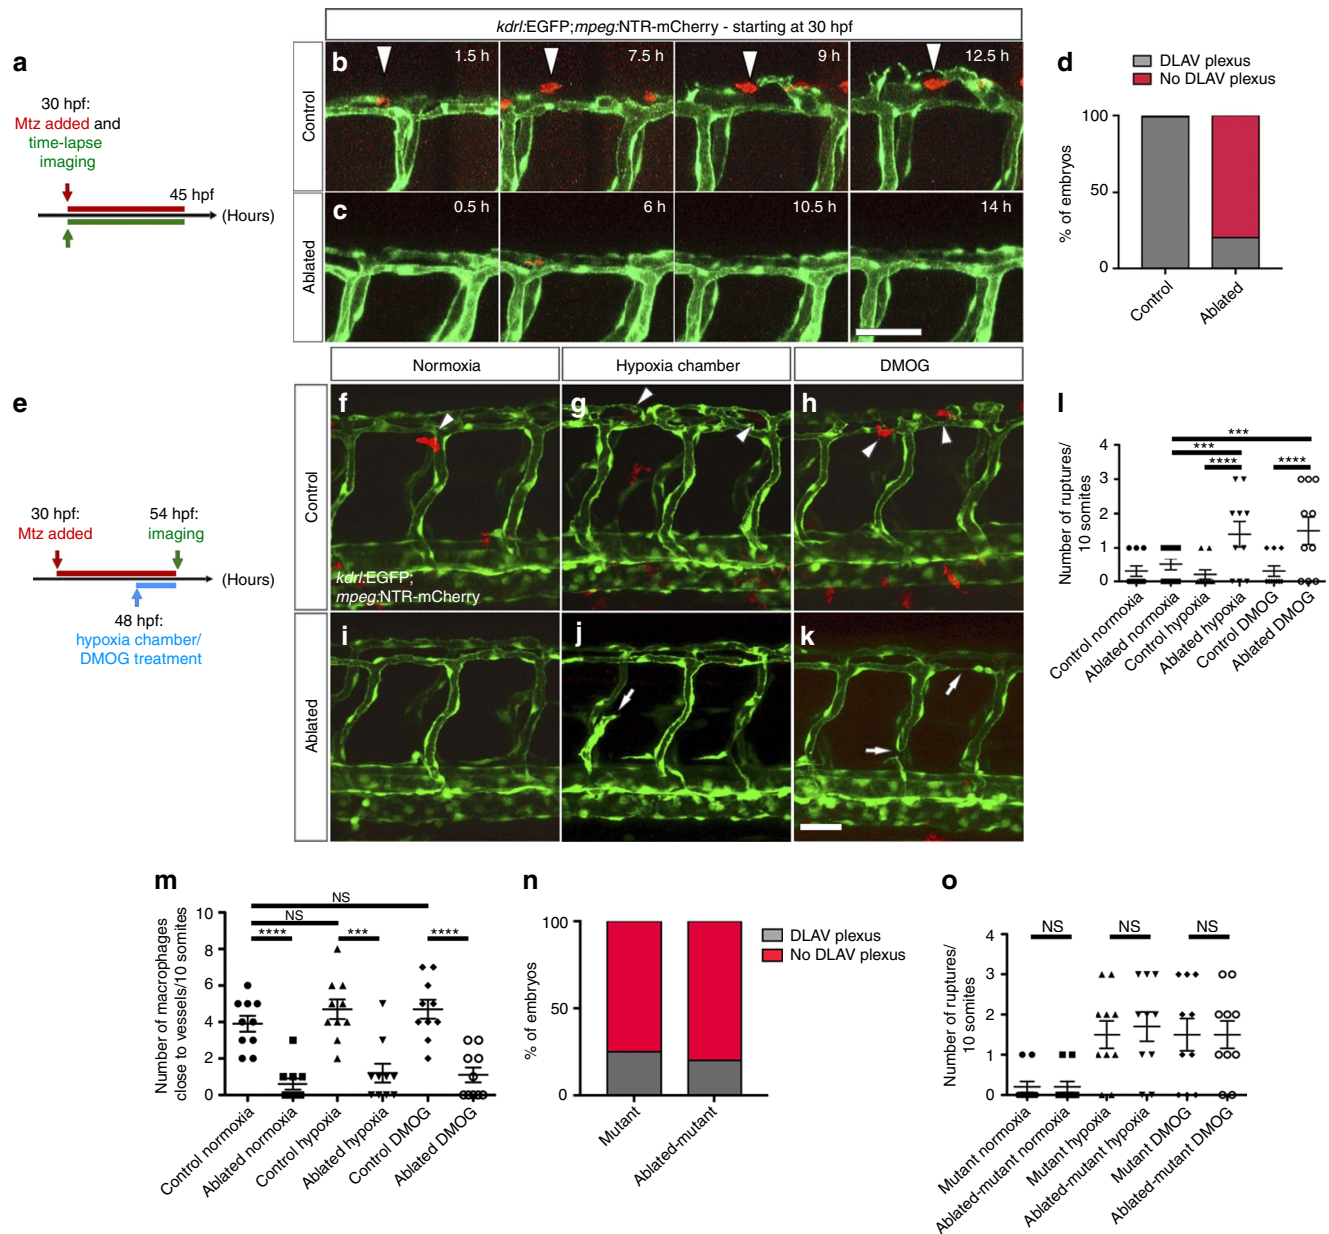 kdrl:EGFP;mpeg:NTR-mCherry - starting at 30 hpf
a
30 hpf:
Mtz added and
time-lapse
imaging
45 hpf
(Hours)
Control
b
1.5 h
7.5 h
9 h
12.5 h
Ablated
c
0.5 h
6 h
10.5 h
14 h
d
DLAV plexus
No DLAV plexus
% of embryos
100
50
0
Control
Ablated
e
30 hpf:
Mtz added
54 hpf:
imaging
(Hours)
48 hpf:
hypoxia chamber/
DMOG treatment
Normoxia
Hypoxia chamber
DMOG
Control
f
kdrl:EGFP;
mpeg:NTR-mCherry
g
h
Ablated
i
j
k
l
Number of ruptures/
10 somites
4
3
2
1
0
***
***
****
****
Control normoxia
Ablated normoxia
Control hypoxia
Ablated hypoxia
Control DMOG
Ablated DMOG
m
Number of macrophages
close to vessels/10 somites
10
8
6
4
2
0
NS
NS
****
***
****
Control normoxia
Ablated normoxia
Control hypoxia
Ablated hypoxia
Control DMOG
Ablated DMOG
n
% of embryos
100
50
0
DLAV plexus
No DLAV plexus
Mutant
Ablated-mutant
o
Number of ruptures/
10 somites
4
3
2
1
0
NS
NS
NS
Mutant normoxia
Ablated-mutant normoxia
Mutant hypoxia
Ablated-mutant hypoxia
Mutant DMOG
Ablated-mutant DMOG